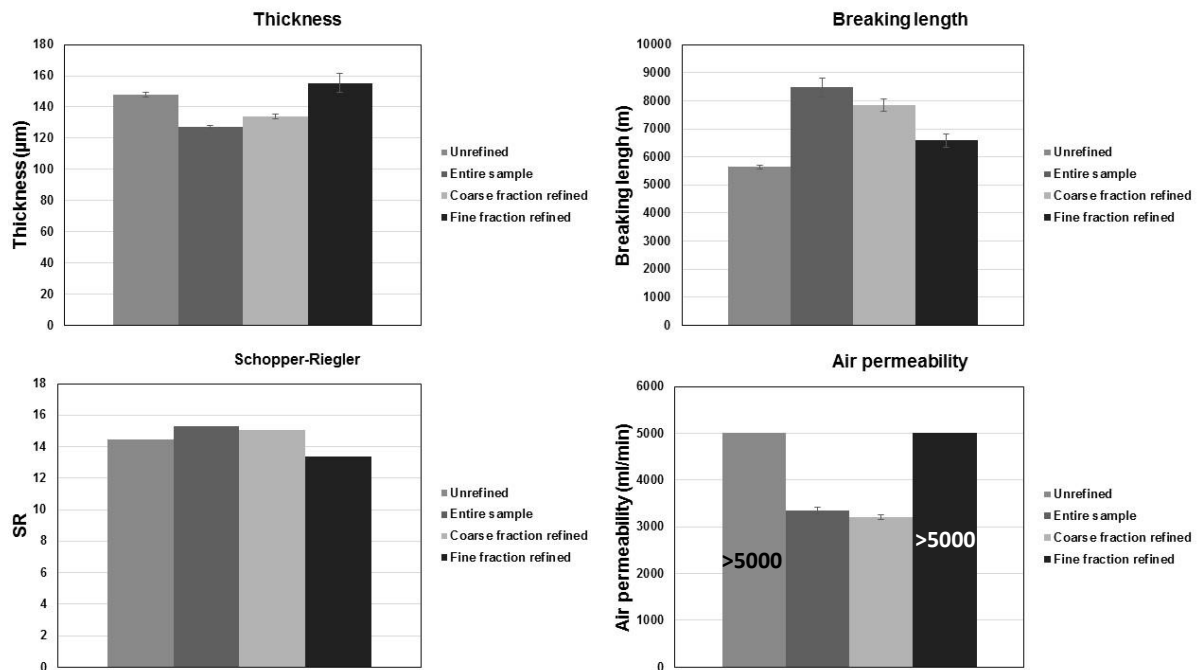 Thickness
180
160
140
120
100
80
60
40
20
0
Thickness (µm)
Unrefined
Entire sample
Coarse fraction refined
Fine fraction refined
Breaking length
10000
9000
8000
7000
6000
5000
4000
3000
2000
1000
0
Breaking lengh (m)
Unrefined
Entire sample
Coarse fraction refined
Fine fraction refined
Schopper-Riegler
18
16
14
12
10
8
6
4
2
0
SR
Unrefined
Entire sample
Coarse fraction refined
Fine fraction refined
Air permeability
6000
5000
4000
3000
2000
1000
0
Air permeability (ml/min)
>5000
>5000
Unrefined
Entire sample
Coarse fraction refined
Fine fraction refined